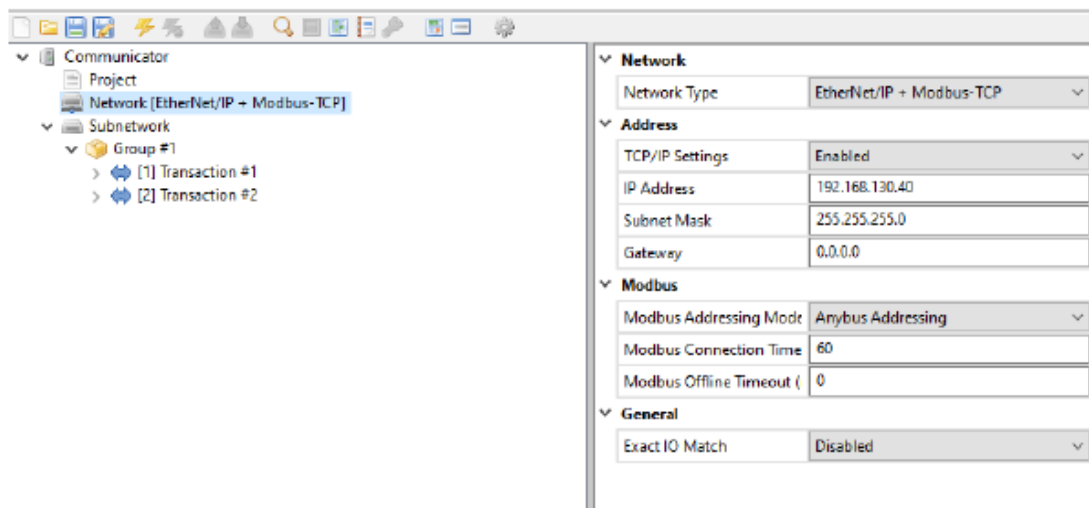 Communicator
Project
Network [EtherNet/IP + Modbus-TCP]
Subnetwork
Group #1
[1] Transaction #1
[2] Transaction #2
Network
Network Type EtherNet/IP + Modbus-TCP
Address
TCP/IP Settings Enabled
IP Address 192.168.130.40
Subnet Mask 255.255.255.0
Gateway 0.0.0.0
Modbus
Modbus Addressing Mode Anybus Addressing
Modbus Connection Time 60
Modbus Offline Timeout ( 0
General
Exact IO Match Disabled